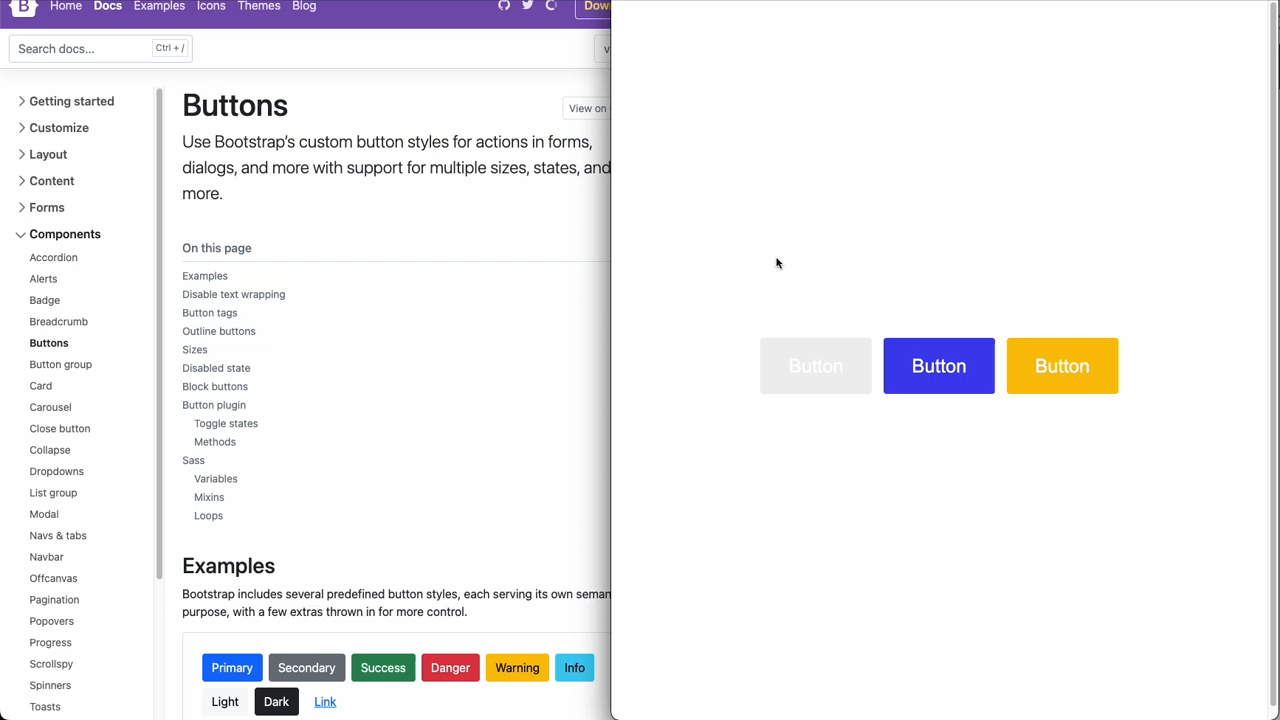 B Home Docs Examples Icons Themes Blog
Search docs... Ctrl + /
Getting started
Customize
Layout
Content
Forms
Components
Accordion
Alerts
Badge
Breadcrumb
Buttons
Button group
Card
Carousel
Close button
Collapse
Dropdowns
List group
Modal
Navs & tabs
Navbar
Offcanvas
Pagination
Popovers
Progress
Scrollspy
Spinners
Toasts
Buttons
View on
Use Bootstrap’s custom button styles for actions in forms,
dialogs, and more with support for multiple sizes, states, and
more.
On this page
Examples
Disable text wrapping
Button tags
Outline buttons
Sizes
Disabled state
Block buttons
Button plugin
Toggle states
Methods
Sass
Variables
Mixins
Loops
Examples
Bootstrap includes several predefined button styles, each serving its own seman
purpose, with a few extras thrown in for more control.
Primary Secondary Success Danger Warning Info
Light Dark Link
Button Button Button